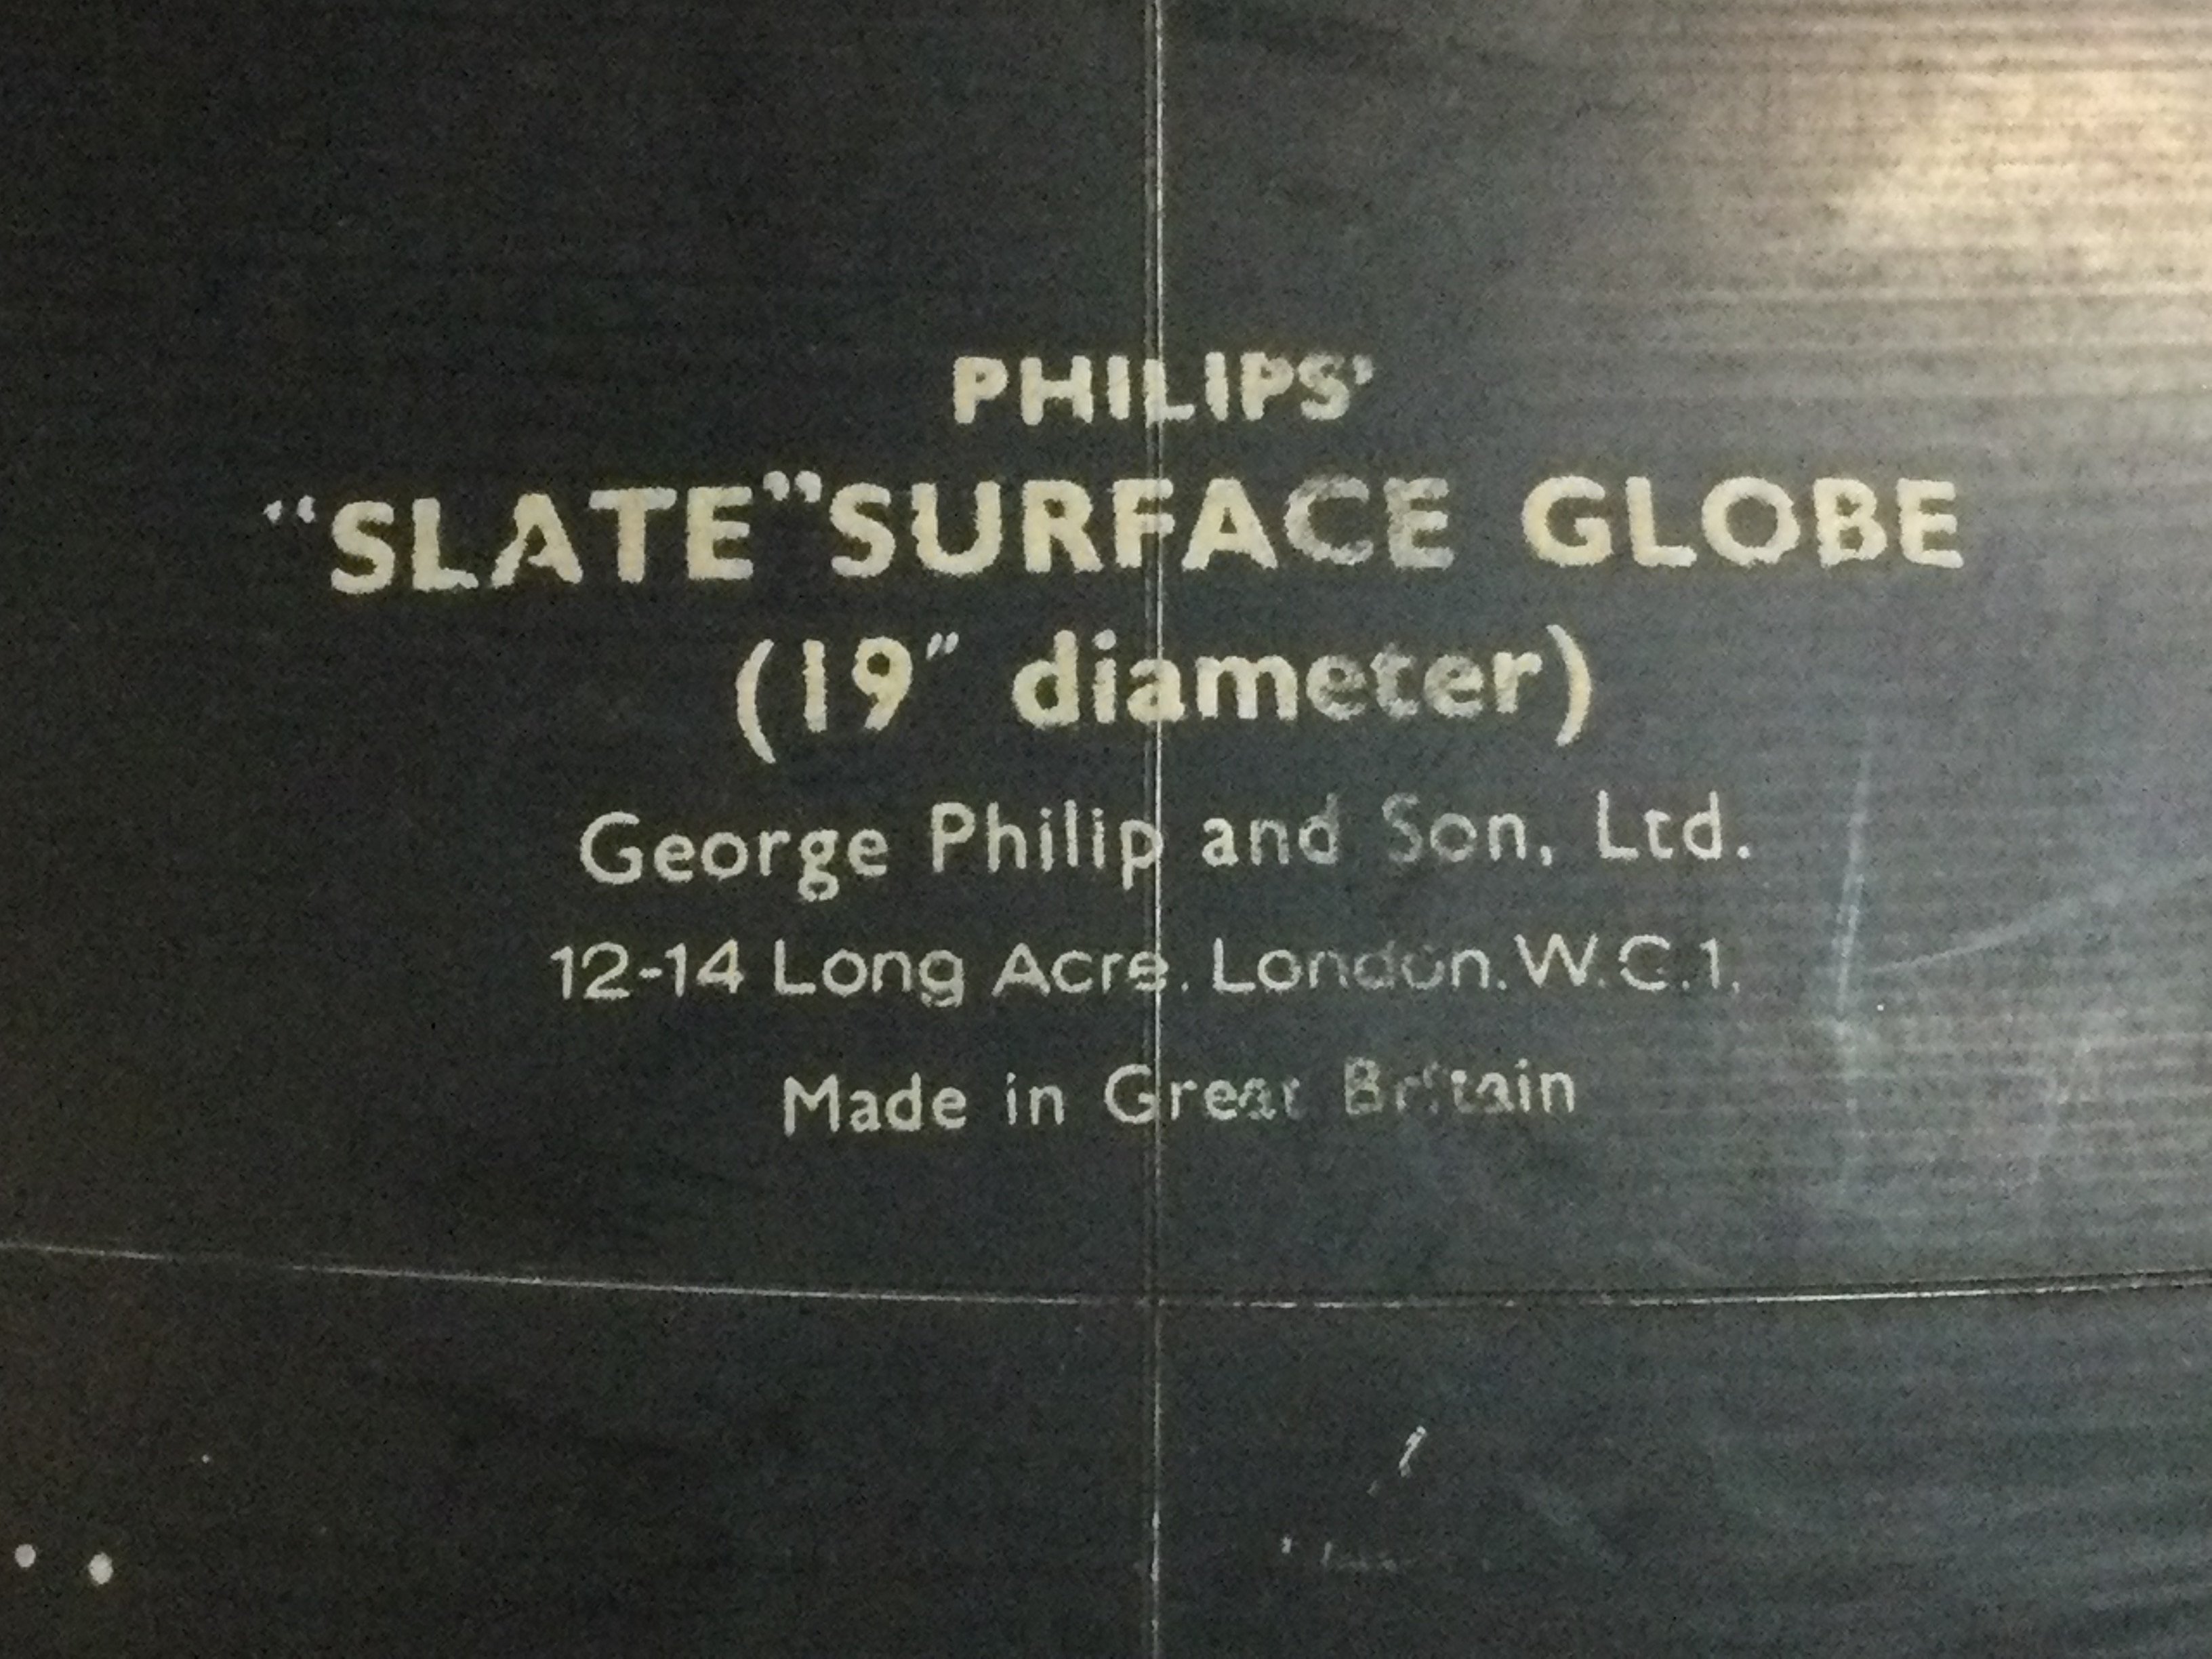 PHILIPS'
"SLATE" SURFACE GLOBE
(19" diameter)
George Philip and Son, Ltd.
12-14 Long Acre, London. W.C.1.
Made in Great Britain